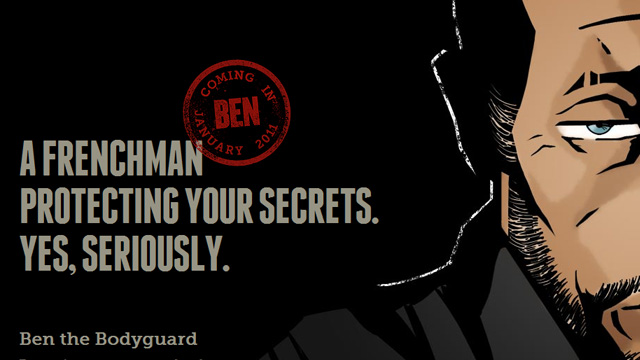 COMING IN
BEN
JANUARY 2011
A FRENCHMAN
PROTECTING YOUR SECRETS.
YES, SERIOUSLY.
Ben the Bodyguard